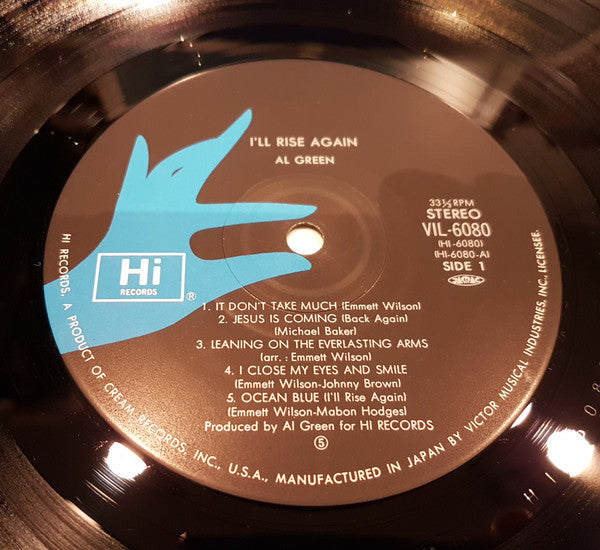 I'LL RISE AGAIN
AL GREEN
33⅓RPM
STEREO
VIL-6080
(HI-6080)
(HI-6080-A)
SIDE 1
Hi
RECORDS
®
1. IT DON'T TAKE MUCH (Emmett Wilson)
2. JESUS IS COMING (Back Again)
(Michael Baker)
3. LEANING ON THE EVERLASTING ARMS
(arr. : Emmett Wilson)
4. I CLOSE MY EYES AND SMILE
(Emmett Wilson-Johnny Brown)
5. OCEAN BLUE (I'll Rise Again)
(Emmett Wilson-Mabon Hodges)
Produced by Al Green for HI RECORDS
⑤
HI RECORDS, A PRODUCT OF CREAM RECORDS, INC., U.S.A., MANUFACTURED IN JAPAN BY VICTOR MUSICAL INDUSTRIES, INC., LICENSEE.